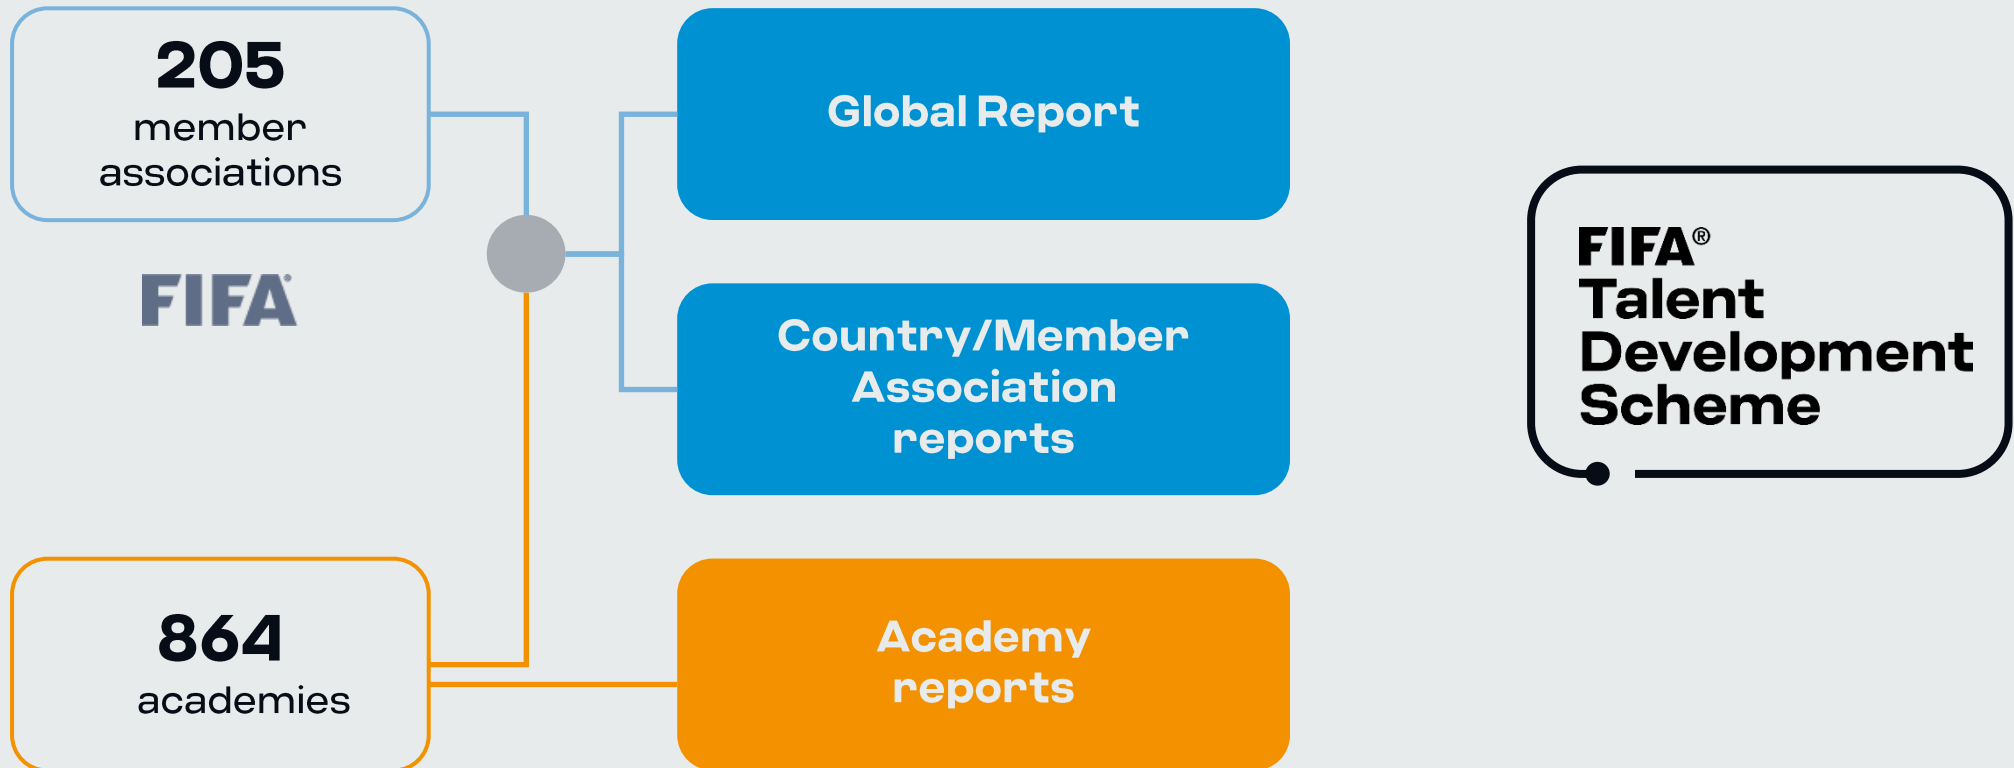 205
member
associations
FIFA
864
academies
Global Report
Country/Member
Association
reports
Academy
reports
FIFA®
Talent
Development
Scheme